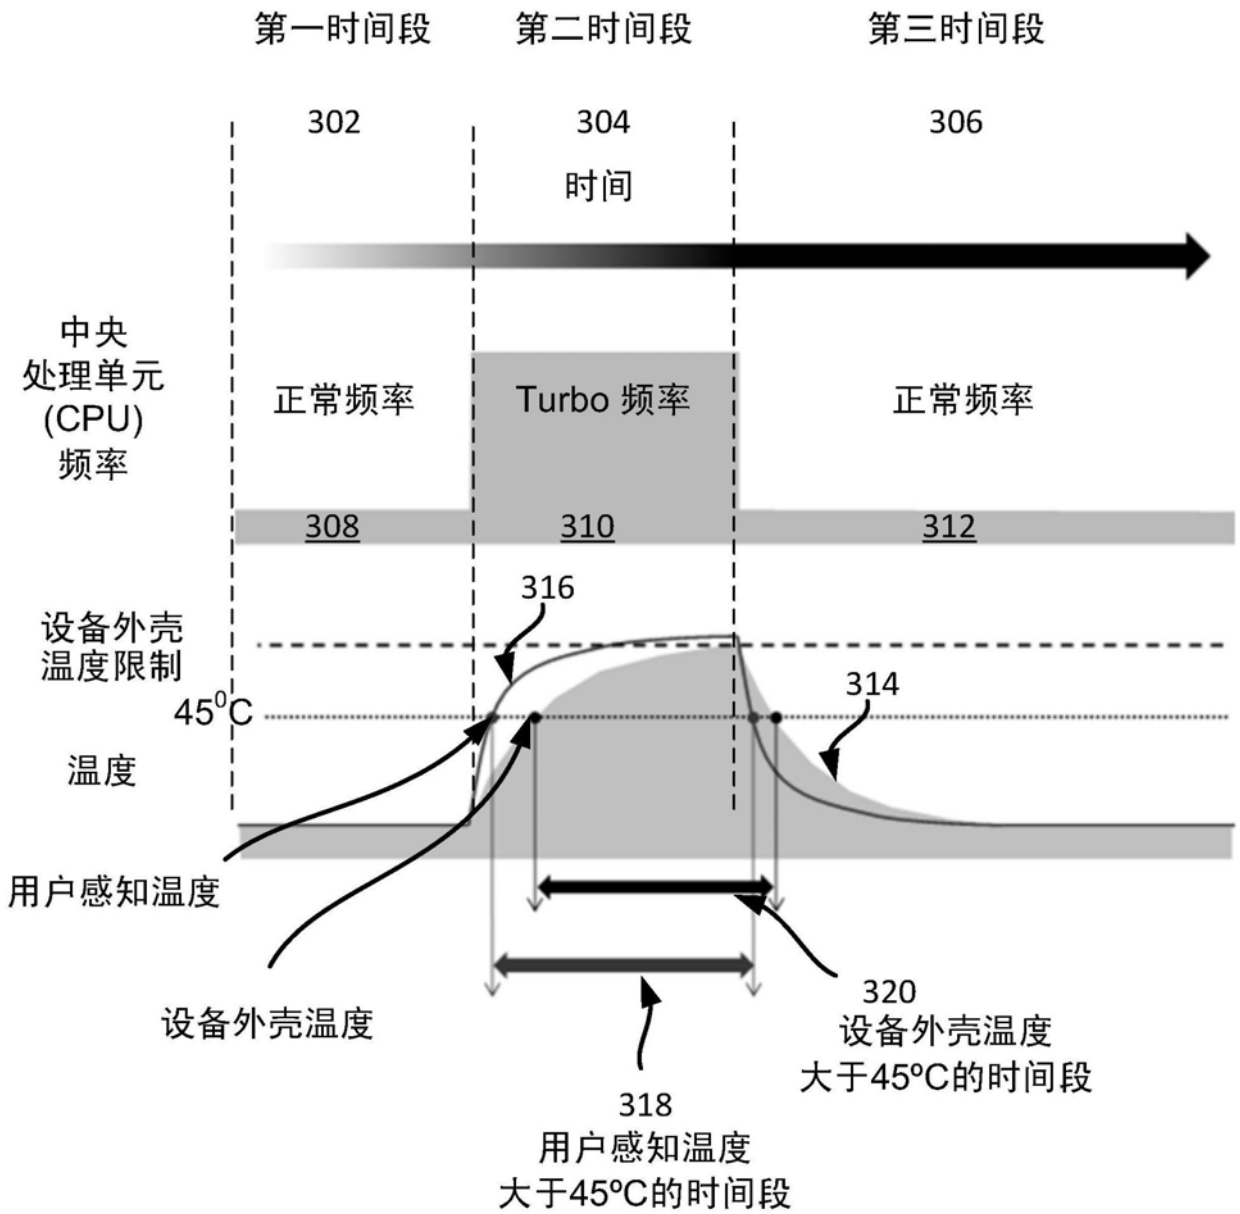 第一时间段
第二时间段
第三时间段
302
304
306
时间
中央
处理单元
(CPU)
频率
正常频率
Turbo 频率
正常频率
308
310
312
316
设备外壳
温度限制
314
45⁰C
温度
用户感知温度
设备外壳温度
320
设备外壳温度
大于45ºC的时间段
318
用户感知温度
大于45ºC的时间段